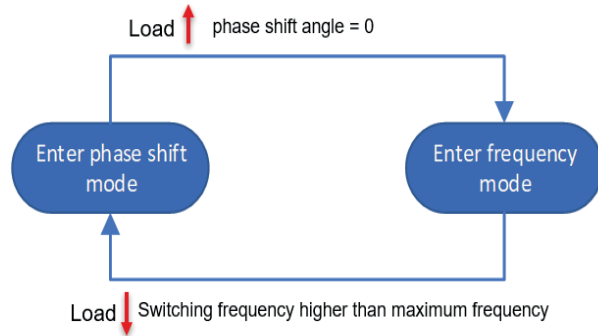 Load phase shift angle = 0
Enter phase shift
mode
Enter frequency
mode
Load Switching frequency higher than maximum frequency